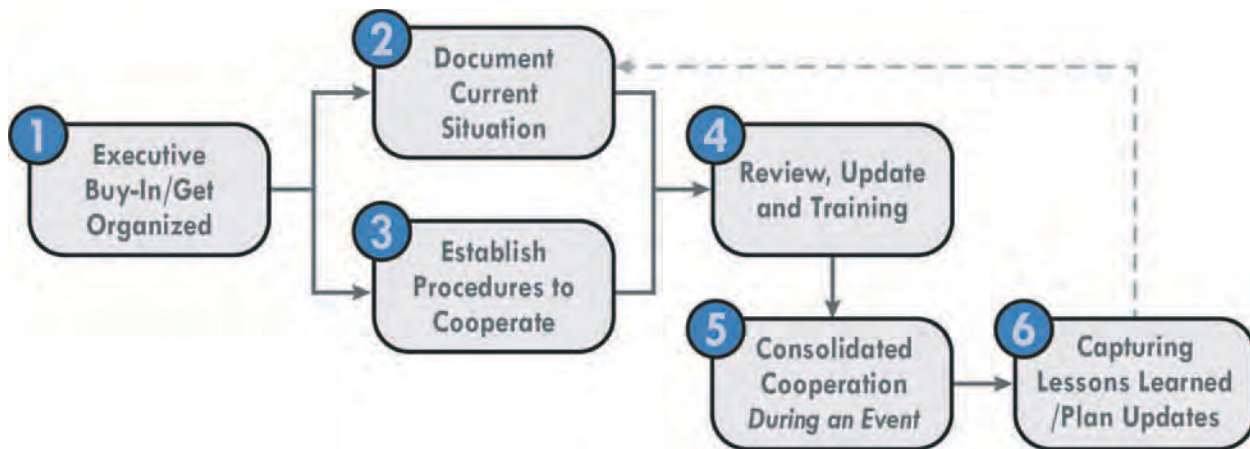 1
Executive
Buy-In/Get
Organized
2
Document
Current
Situation
3
Establish
Procedures to
Cooperate
4
Review, Update
and Training
5
Consolidated
Cooperation
During an Event
6
Capturing
Lessons Learned
/Plan Updates